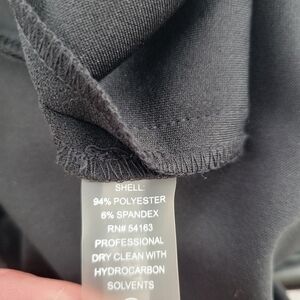 SHELL:
94% POLYESTER
6% SPANDEX
RN# 54163
PROFESSIONAL
DRY CLEAN WITH
HYDROCARBON
SOLVENTS